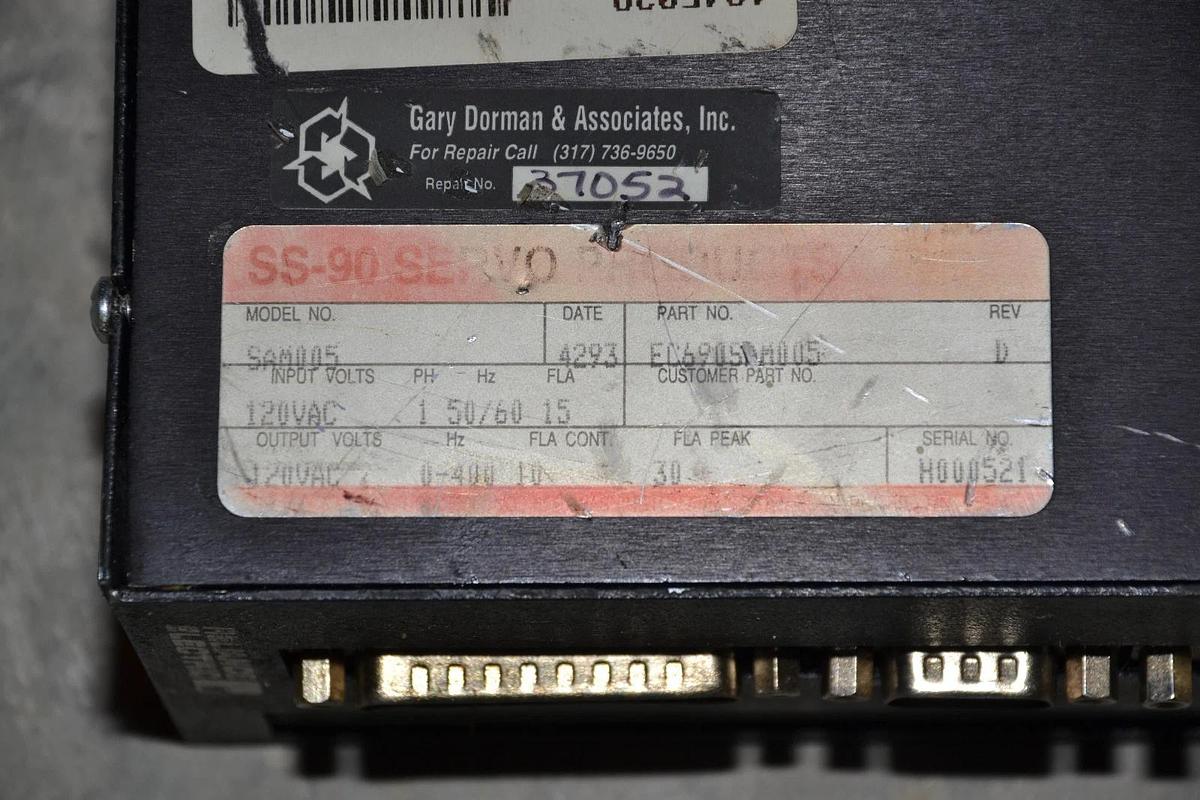 Gary Dorman & Associates, Inc.
For Repair Call (317) 736-9650
Repair No. 37052
SS-90 SERVO
MODEL NO. DATE PART NO. REV
SAM005 4293 EC690SAM005 D
INPUT VOLTS PH Hz FLA CUSTOMER PART NO.
120VAC 1 50/60 15
OUTPUT VOLTS Hz FLA CONT. FLA PEAK SERIAL NO.
120VAC 0-400 10 30 H000521